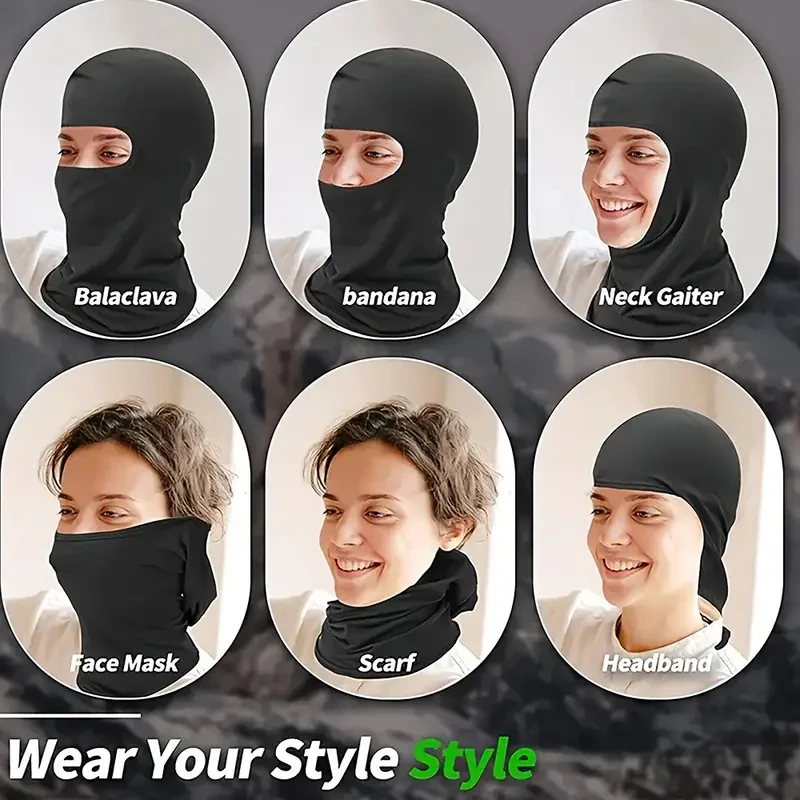 Balaclava
bandana
Neck Gaiter
Face Mask
Scarf
Headband
Wear Your Style Style